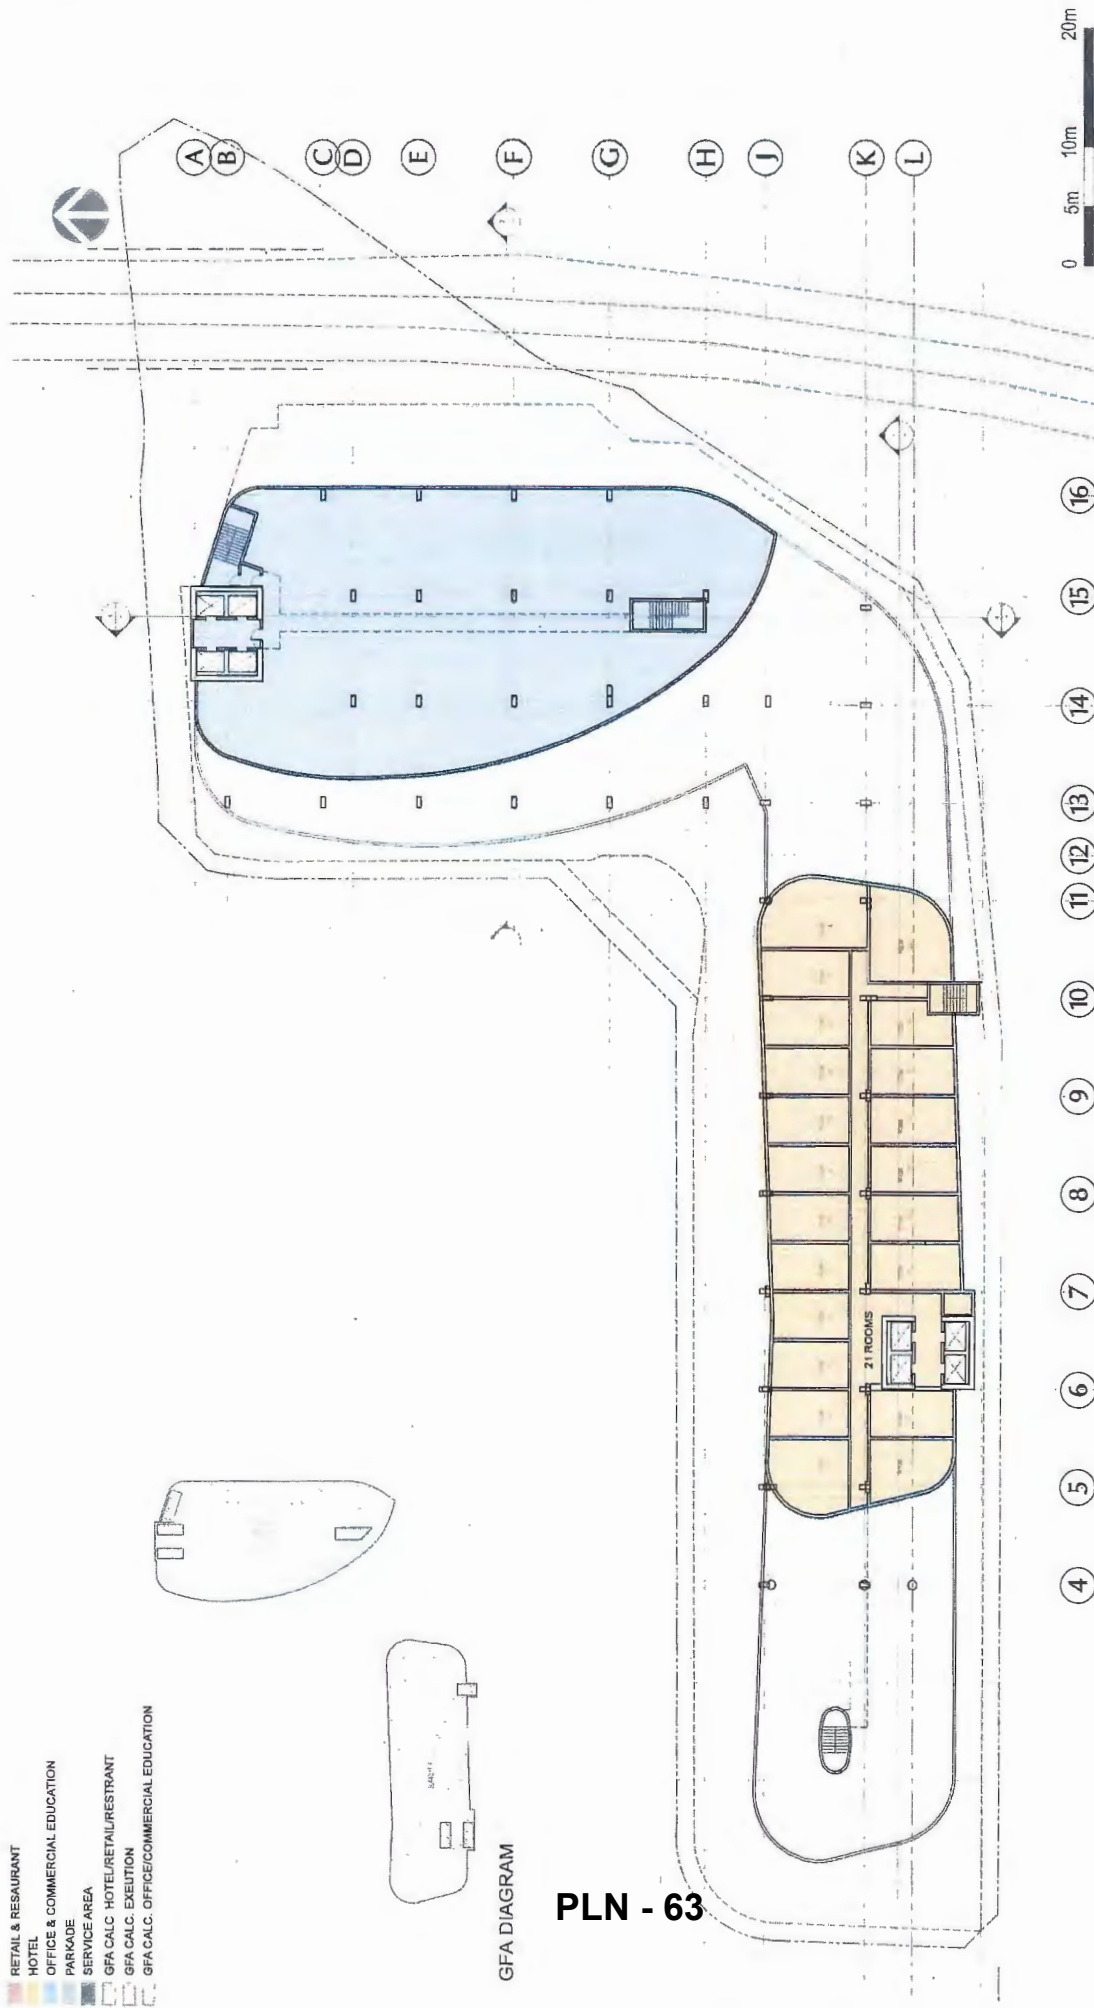 RETAIL & RESAURANT
HOTEL
OFFICE & COMMERCIAL EDUCATION
PARKADE
SERVICE AREA
GFA CALC HOTEL/RETAIL/RESTRANT
GFA CALC. EXEUTION
GFA CALC. OFFICE/COMMERCIAL EDUCATION
GFA DIAGRAM
A
B
C
D
E
F
G
H
J
K
L
0 5m 10m 20m
21 ROOMS
4
5
6
7
8
9
10
11
12
13
14
15
16
PLN - 63